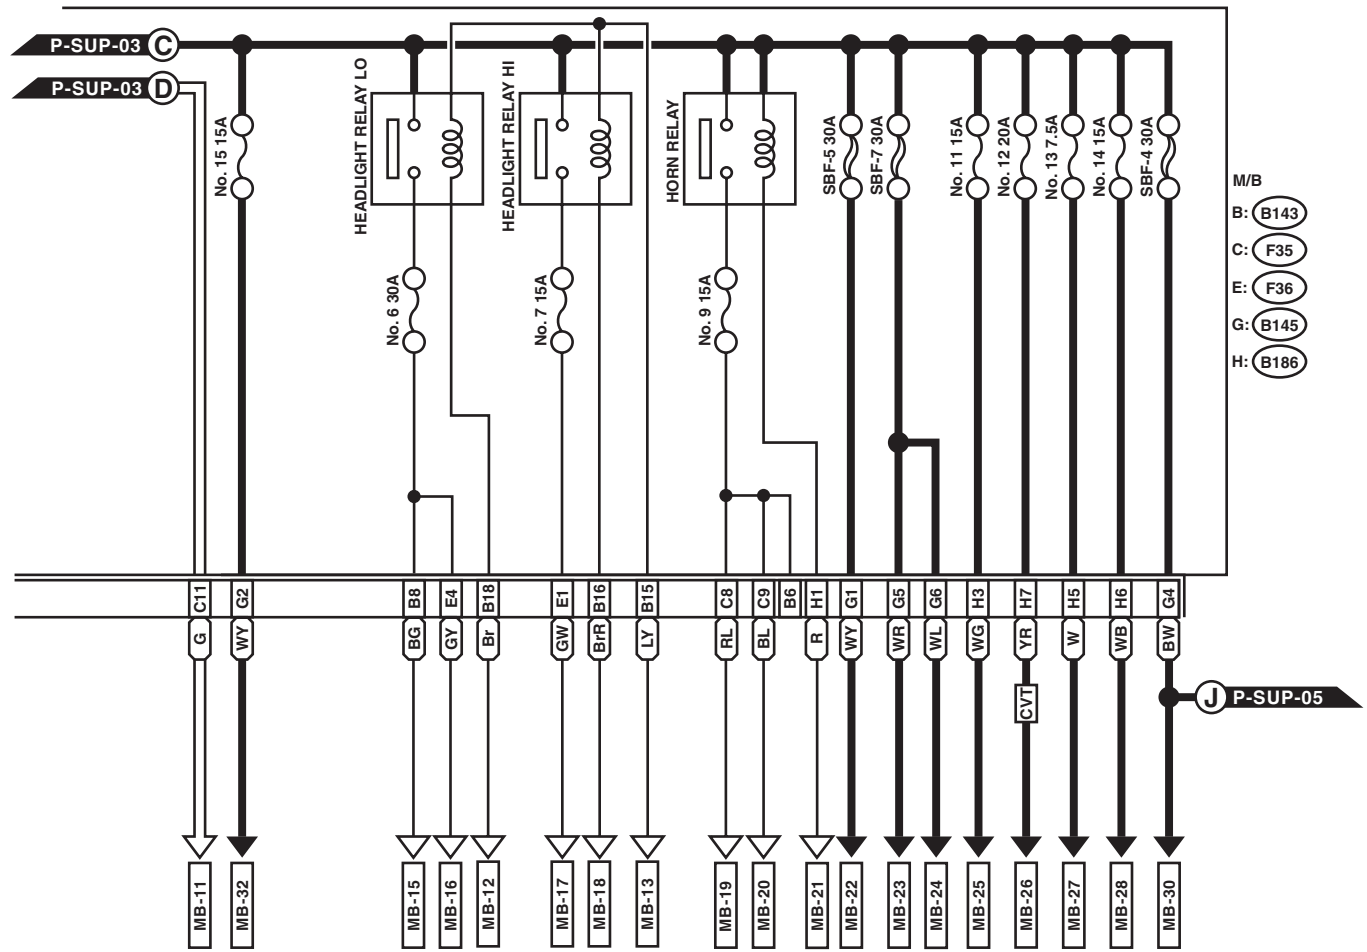 P-SUP-03 C
P-SUP-03 D
No. 15 15A
HEADLIGHT RELAY LO
HEADLIGHT RELAY HI
HORN RELAY
SBF-5 30A
SBF-7 30A
No. 11 15A
No. 12 20A
No. 13 7.5A
No. 14 15A
SBF-4 30A
M/B
B: B143
C: F35
E: F36
G: B145
H: B186
No. 6 30A
No. 7 15A
No. 9 15A
C11 G2 B8 E4 B18 E1 B16 B15 C8 C9 B6 H1 G1 G5 G6 H3 H7 H5 H6 G4
G WY BG GY Br GW BrR LY RL BL R WY WR WL WG YR W WB BW
CVT
J P-SUP-05
MB-11 MB-32 MB-15 MB-16 MB-12 MB-17 MB-18 MB-13 MB-19 MB-20 MB-21 MB-22 MB-23 MB-24 MB-25 MB-26 MB-27 MB-28 MB-30